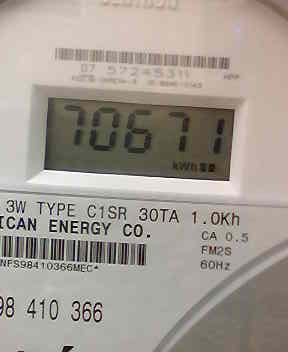 07 57245311
70671
kWh
3W TYPE C1SR 30TA 1.0Kh
ICAN ENERGY CO.
CA 0.5
FM2S
60Hz
NFS98410366MEC*
98 410 366